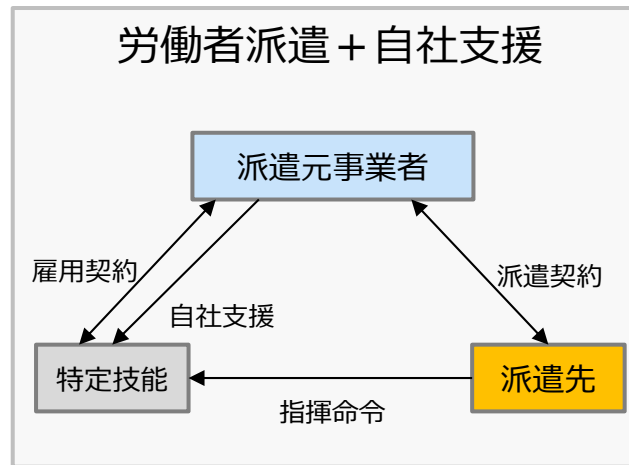 労働者派遣＋自社支援
派遣元事業者
雇用契約
派遣契約
自社支援
特定技能
派遣先
指揮命令